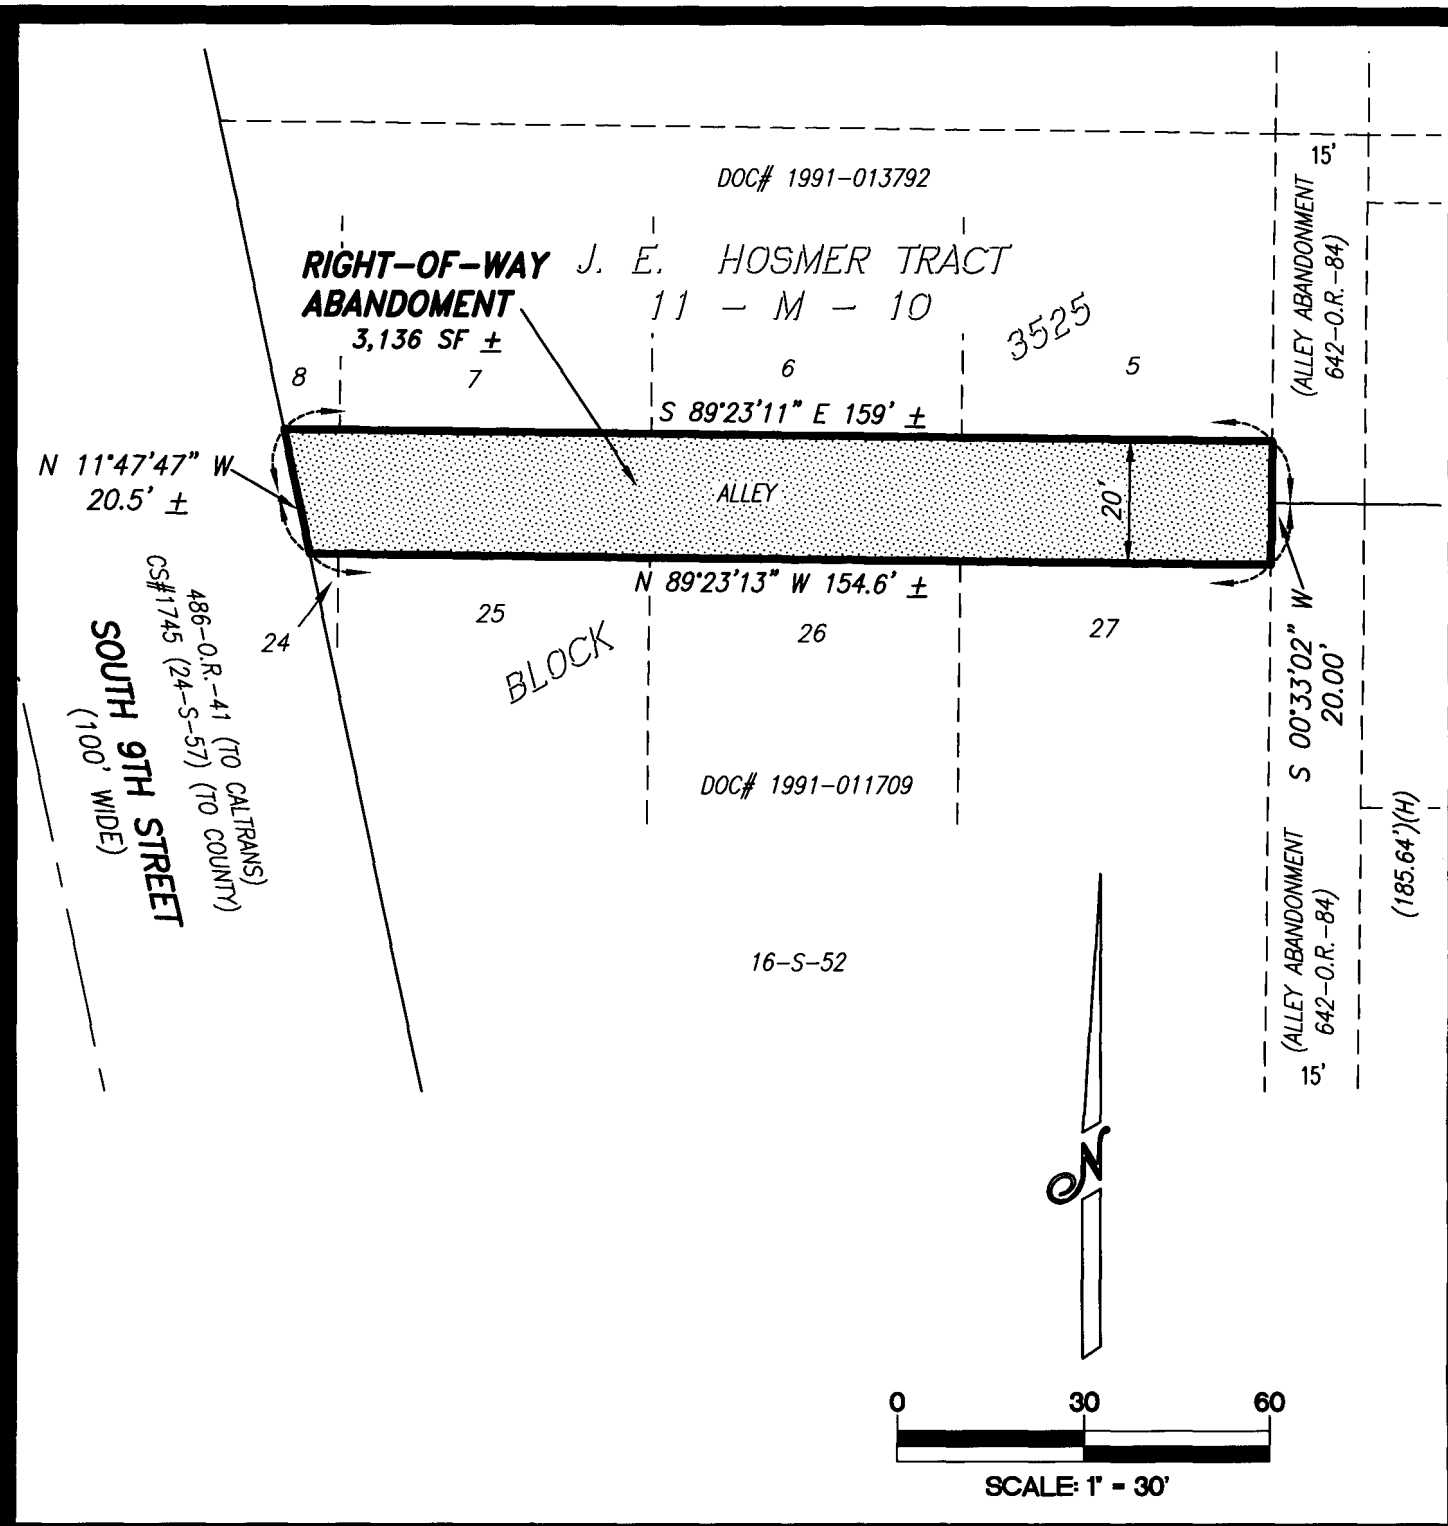 15'
DOC# 1991-013792
(ALLEY ABANDONMENT
642-O.R.-84)
RIGHT-OF-WAY
ABANDOMENT
3,136 SF ±
J. E. HOSMER TRACT
11 - M - 10
3525
8
7
6
5
S 89°23'11" E 159' ±
N 11°47'47" W
20.5' ±
ALLEY
20'
N 89°23'13" W 154.6' ±
S 00°33'02" W
20.00'
24
25
26
27
BLOCK
486-O.R.-41 (TO CALTRANS)
CS#1745 (24-S-57) (TO COUNTY)
SOUTH 9TH STREET
(100' WIDE)
DOC# 1991-011709
(185.64')(H)
(ALLEY ABANDONMENT
642-O.R.-84)
16-S-52
15'
N
0 30 60
SCALE: 1" = 30'